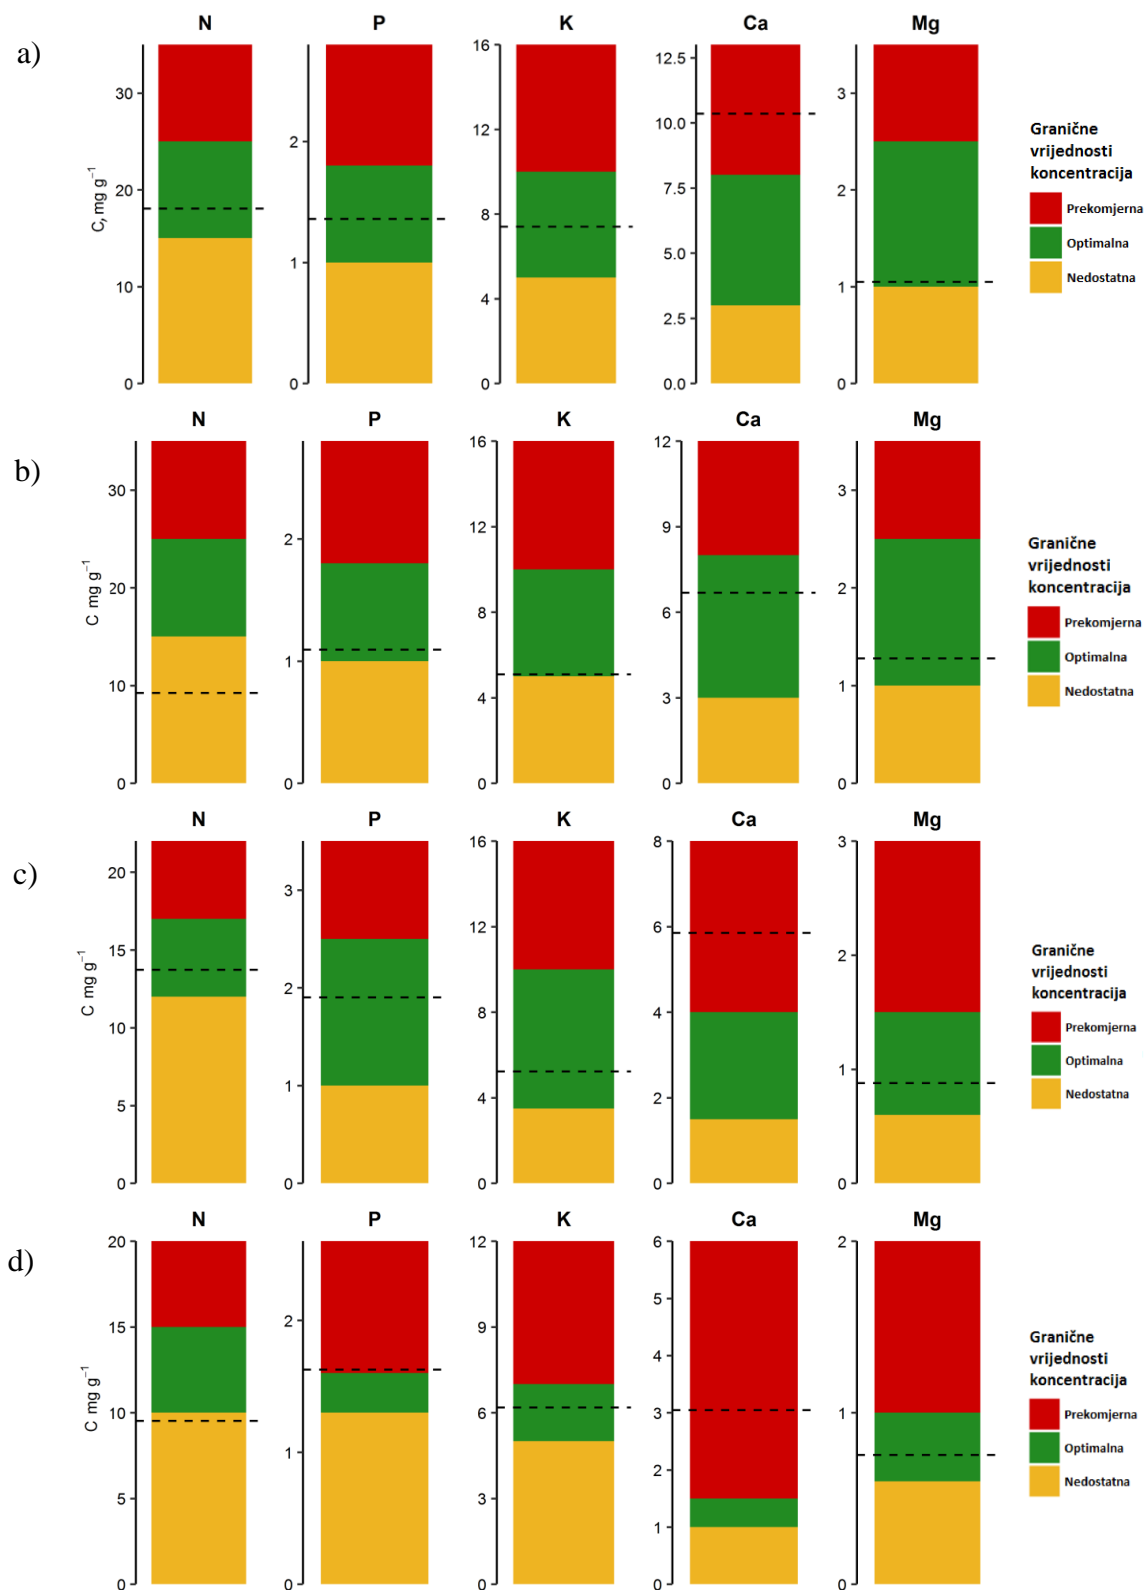 a)
N P K Ca Mg
C, mg g⁻¹
30
20
10
0
2
1
0
16
12
8
4
0
12.5
10.0
7.5
5.0
2.5
0.0
3
2
1
0
Granične
vrijednosti
koncentracija
Prekomjerna
Optimalna
Nedostatna
b)
N P K Ca Mg
C mg g⁻¹
30
20
10
0
2
1
0
16
12
8
4
0
12
9
6
3
0
3
2
1
0
Granične
vrijednosti
koncentracija
Prekomjerna
Optimalna
Nedostatna
c)
N P K Ca Mg
C mg g⁻¹
20
15
10
5
0
3
2
1
0
16
12
8
4
0
8
6
4
2
0
3
2
1
0
Granične
vrijednosti
koncentracija
Prekomjerna
Optimalna
Nedostatna
d)
N P K Ca Mg
C mg g⁻¹
20
15
10
5
0
2
1
0
12
9
6
3
0
6
5
4
3
2
1
0
2
1
0
Granične
vrijednosti
koncentracija
Prekomjerna
Optimalna
Nedostatna